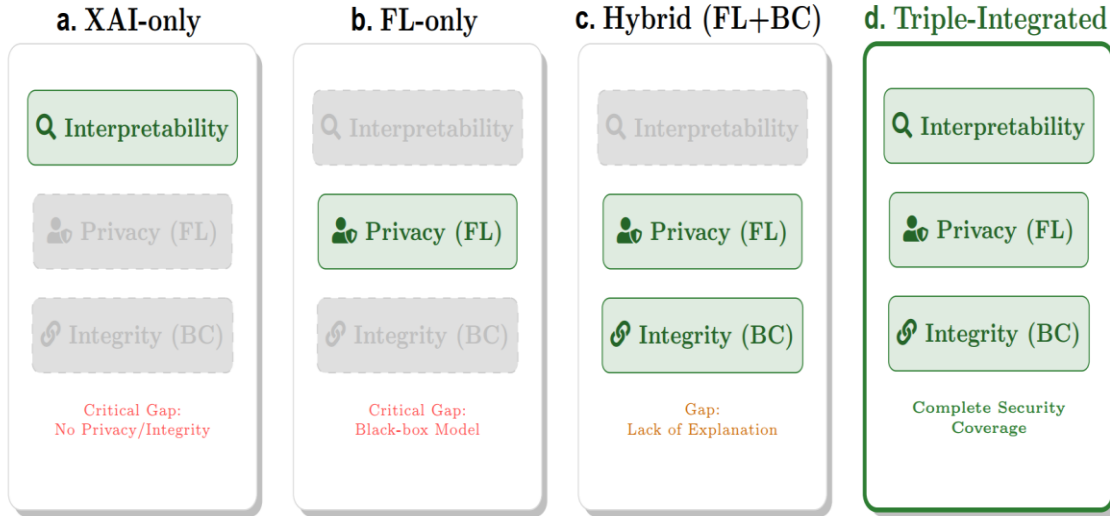 a. XAI-only
Interpretability
Privacy (FL)
Integrity (BC)
Critical Gap:
No Privacy/Integrity
b. FL-only
Interpretability
Privacy (FL)
Integrity (BC)
Critical Gap:
Black-box Model
c. Hybrid (FL+BC)
Interpretability
Privacy (FL)
Integrity (BC)
Gap:
Lack of Explanation
d. Triple-Integrated
Interpretability
Privacy (FL)
Integrity (BC)
Complete Security
Coverage